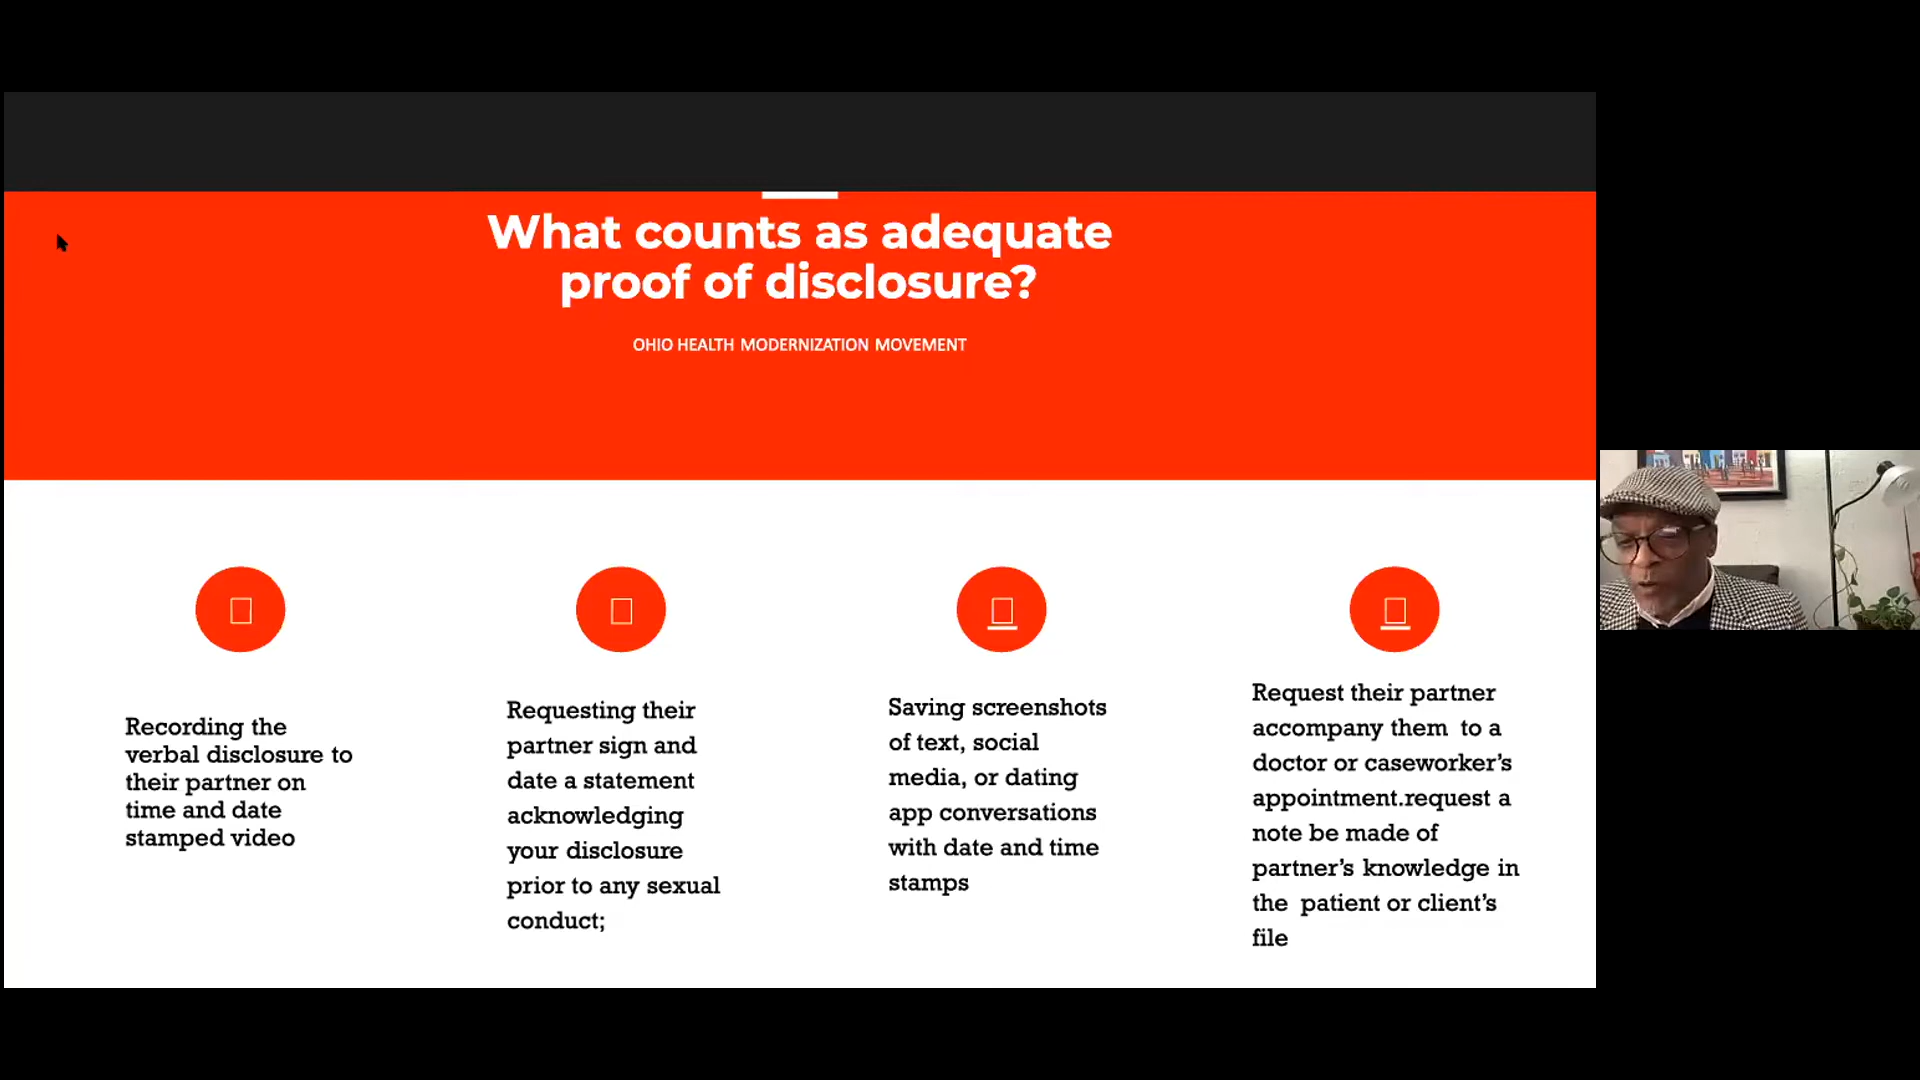 What counts as adequate
proof of disclosure?
OHIO HEALTH MODERNIZATION MOVEMENT
Recording the
verbal disclosure to
their partner on
time and date
stamped video
Requesting their
partner sign and
date a statement
acknowledging
your disclosure
prior to any sexual
conduct;
Saving screenshots
of text, social
media, or dating
app conversations
with date and time
stamps
Request their partner
accompany them  to a
doctor or caseworker’s
appointment.request a
note be made of
partner’s knowledge in
the  patient or client’s
file